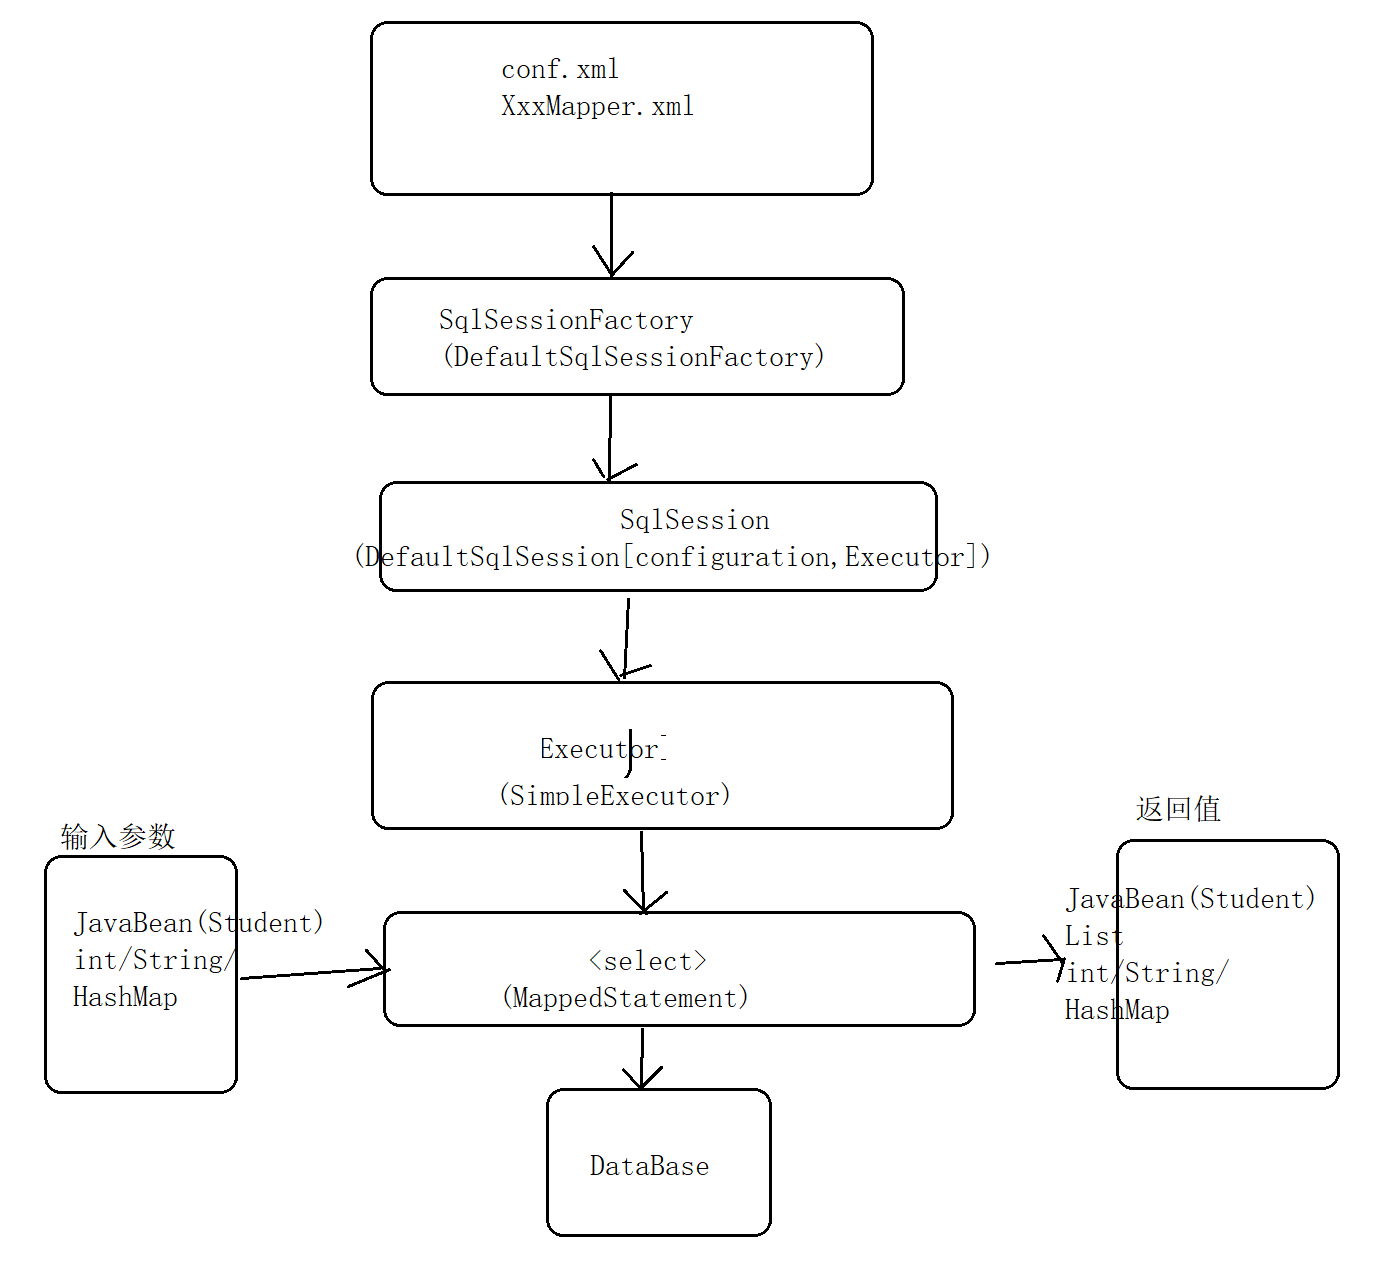 conf.xml
XxxMapper.xml
SqlSessionFactory
(DefaultSqlSessionFactory)
SqlSession
(DefaultSqlSession[configuration,Executor])
Executor]
(SimpleExecutor)
输入参数
JavaBean(Student)
int/String/
HashMap
<select>
(MappedStatement)
返回值
JavaBean(Student)
List
int/String/
HashMap
DataBase